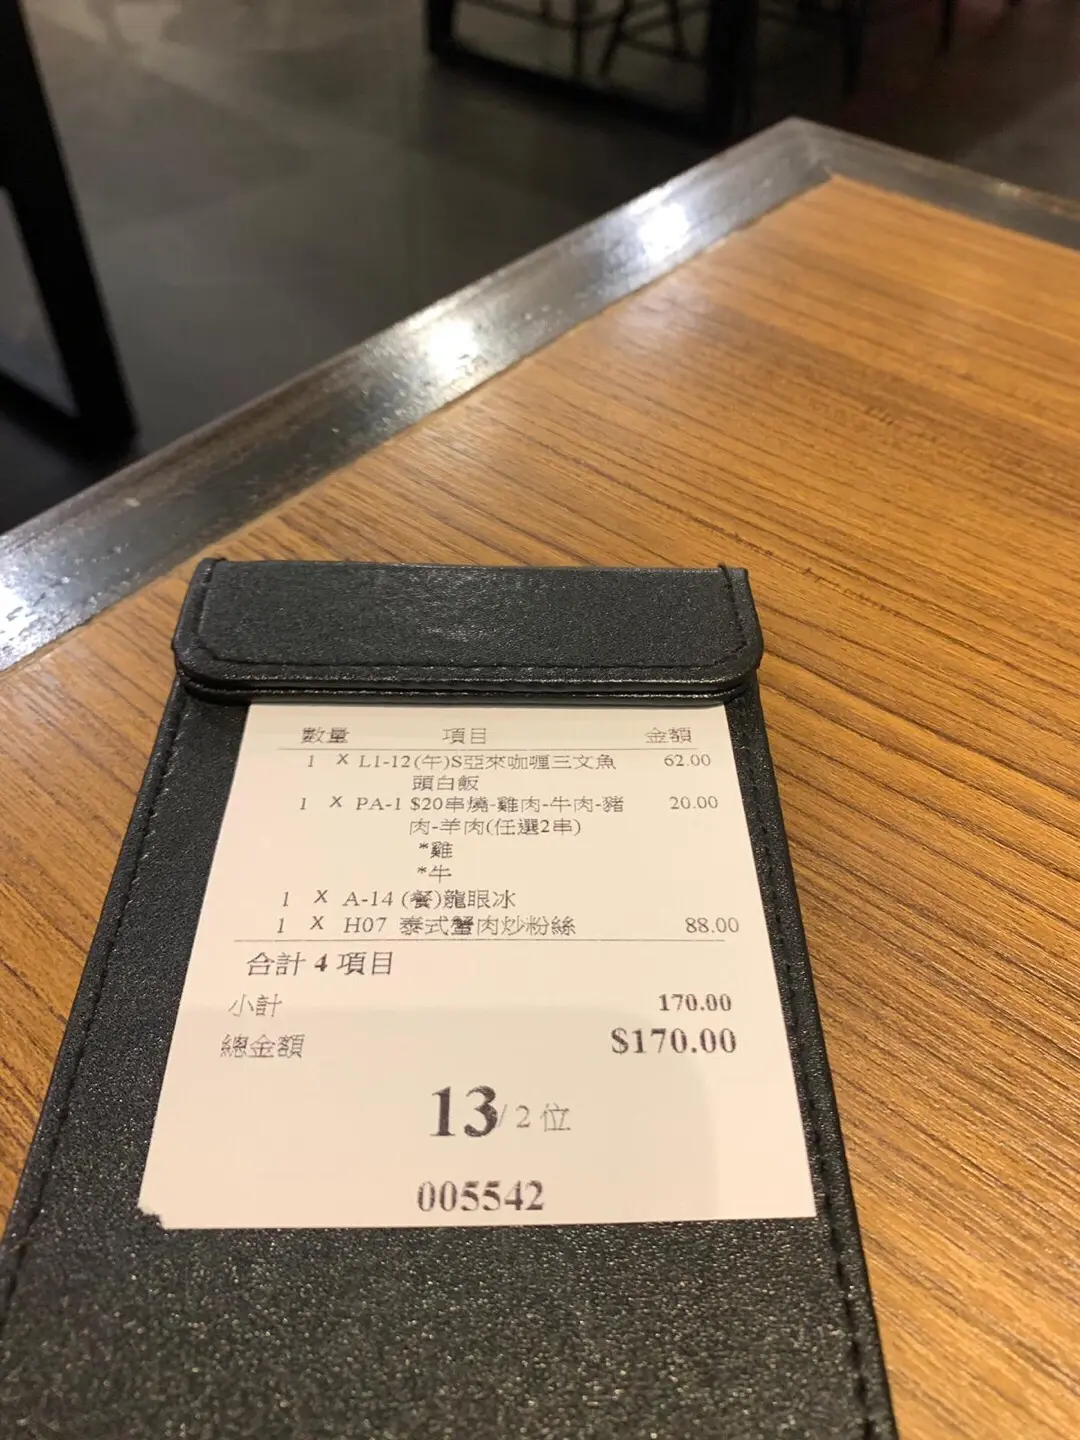 數量 項目 金額
1 X L1-12(午)S亞來咖喱三文魚 62.00
頭白飯
1 X PA-1 $20串燒-雞肉-牛肉-豬 20.00
肉-羊肉(任選2串)
*雞
*牛
1 X A-14 (餐)龍眼冰
1 X H07 泰式蟹肉炒粉絲 88.00
合計 4 項目
小計 170.00
總金額 $170.00
13/ 2 位
005542